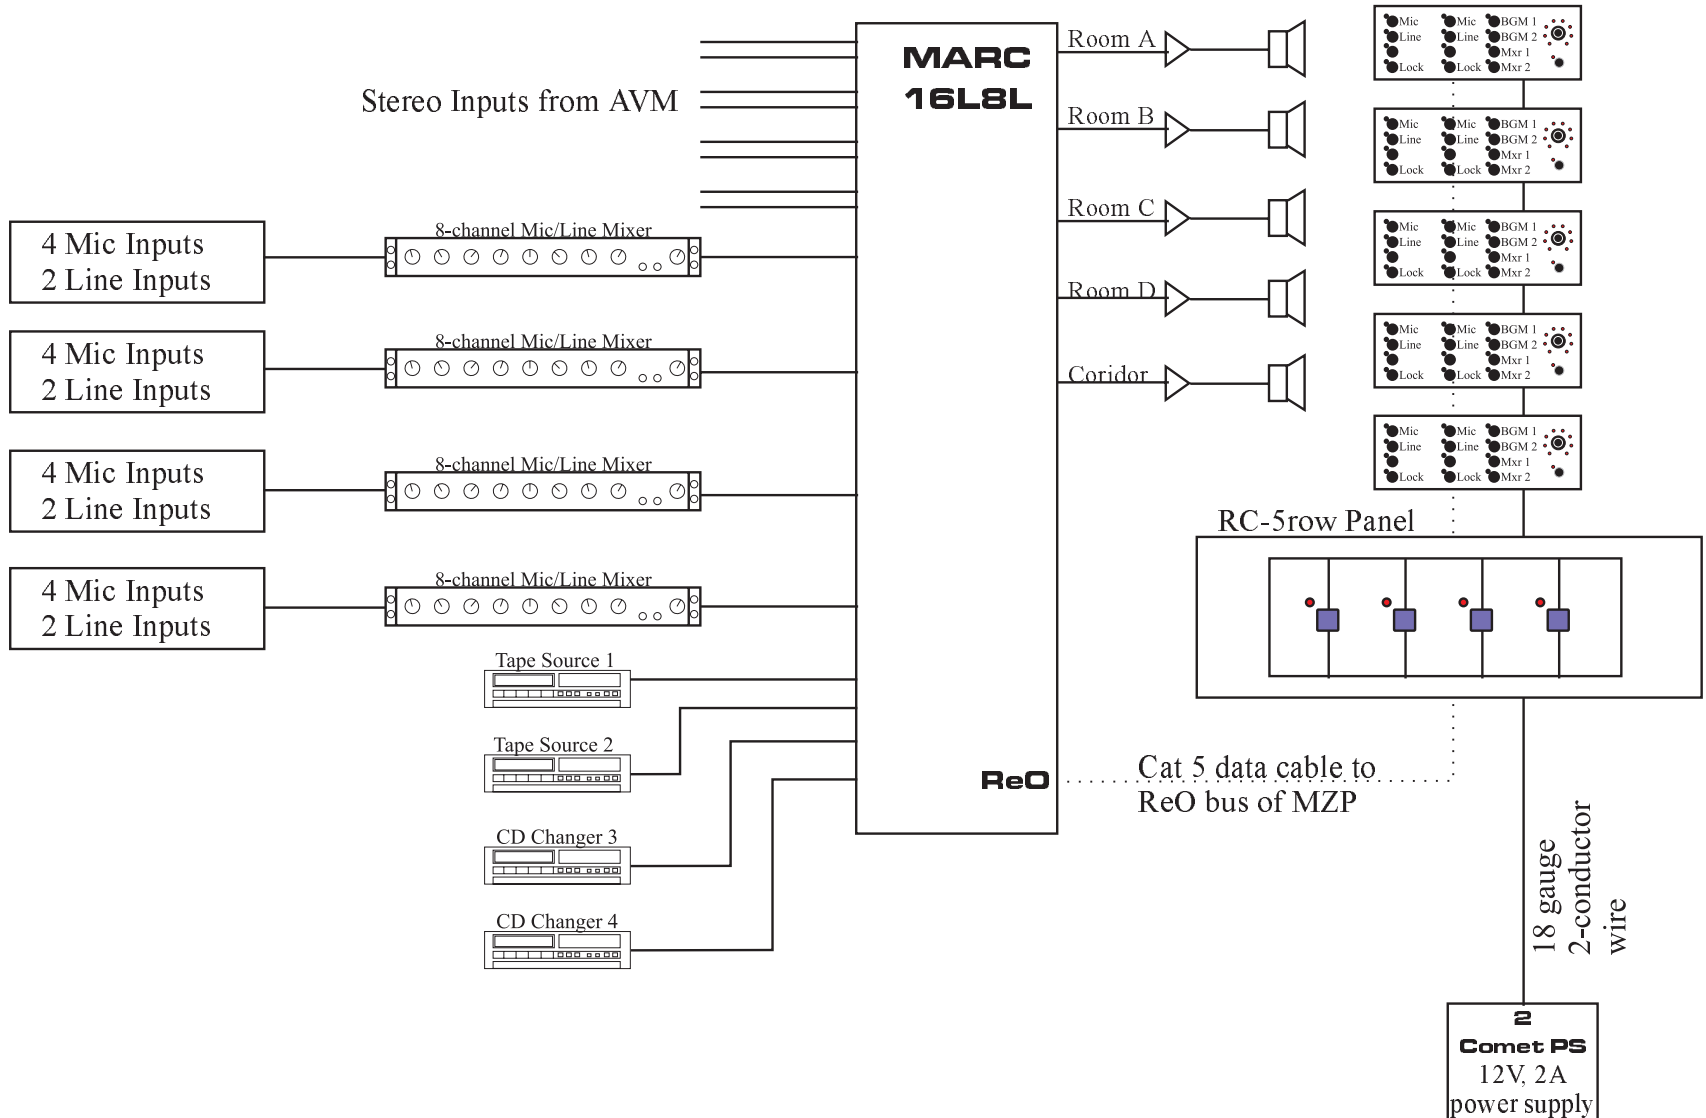 MARC
16L8L
Stereo Inputs from AVM
4 Mic Inputs
2 Line Inputs
8-channel Mic/Line Mixer
4 Mic Inputs
2 Line Inputs
8-channel Mic/Line Mixer
4 Mic Inputs
2 Line Inputs
8-channel Mic/Line Mixer
4 Mic Inputs
2 Line Inputs
8-channel Mic/Line Mixer
Tape Source 1
Tape Source 2
CD Changer 3
CD Changer 4
ReO
Room A
Room B
Room C
Room D
Coridor
Mic Mic BGM 1
Line Line BGM 2
Mxr 1
Lock Lock Mxr 2
Mic Mic BGM 1
Line Line BGM 2
Mxr 1
Lock Lock Mxr 2
Mic Mic BGM 1
Line Line BGM 2
Mxr 1
Lock Lock Mxr 2
Mic Mic BGM 1
Line Line BGM 2
Mxr 1
Lock Lock Mxr 2
Mic Mic BGM 1
Line Line BGM 2
Mxr 1
Lock Lock Mxr 2
RC-5row Panel
Cat 5 data cable to
ReO bus of MZP
18 gauge
2-conductor
wire
2
Comet PS
12V, 2A
power supply